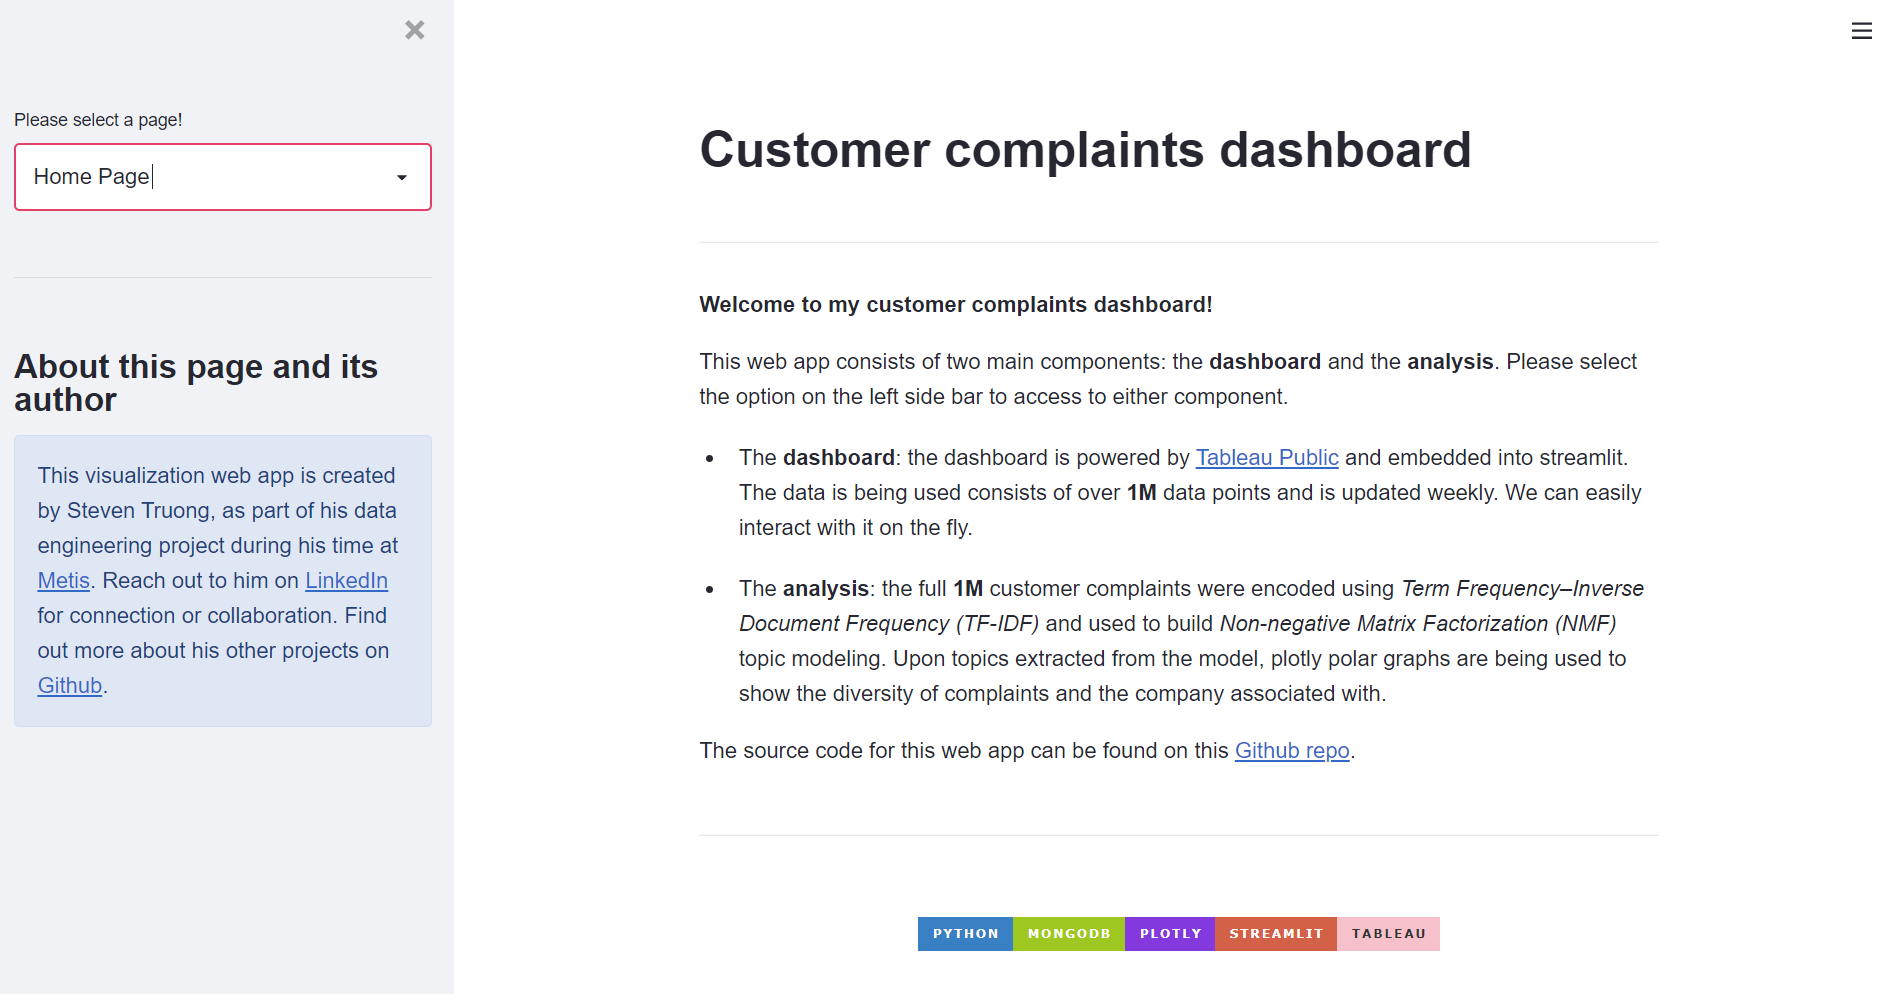 Please select a page!
Home Page
About this page and its
author
This visualization web app is created
by Steven Truong, as part of his data
engineering project during his time at
Metis. Reach out to him on LinkedIn
for connection or collaboration. Find
out more about his other projects on
Github.
Customer complaints dashboard
Welcome to my customer complaints dashboard!
This web app consists of two main components: the dashboard and the analysis. Please select
the option on the left side bar to access to either component.
• The dashboard: the dashboard is powered by Tableau Public and embedded into streamlit.
The data is being used consists of over 1M data points and is updated weekly. We can easily
interact with it on the fly.
• The analysis: the full 1M customer complaints were encoded using Term Frequency–Inverse
Document Frequency (TF-IDF) and used to build Non-negative Matrix Factorization (NMF)
topic modeling. Upon topics extracted from the model, plotly polar graphs are being used to
show the diversity of complaints and the company associated with.
The source code for this web app can be found on this Github repo.
PYTHON MONGODB PLOTLY STREAMLIT TABLEAU